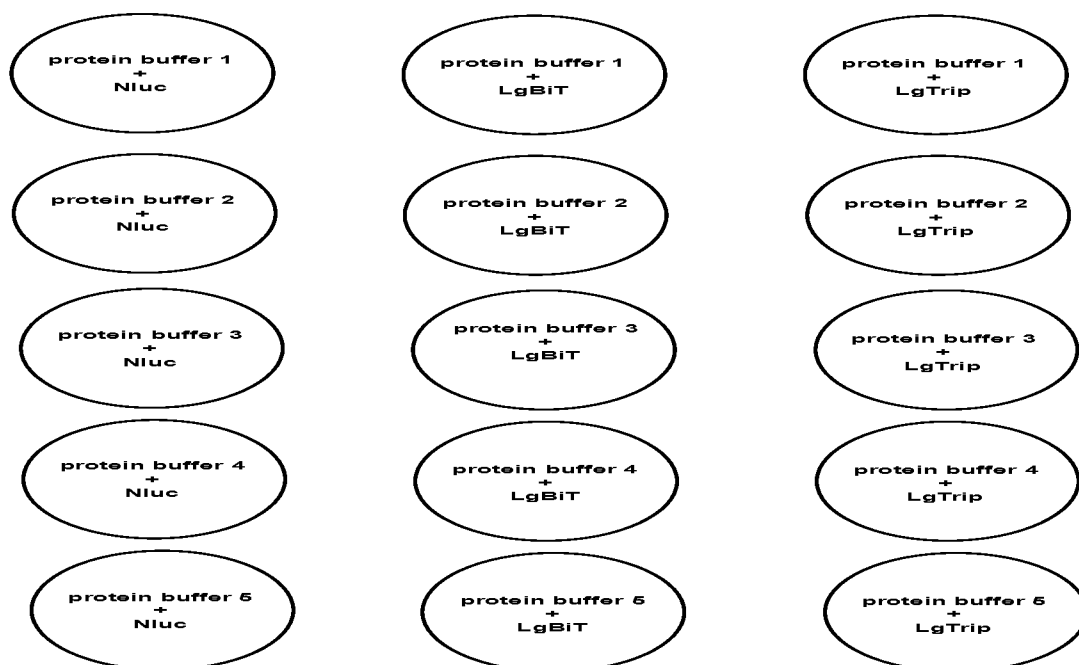 protein buffer 1
+
Nluc
protein buffer 1
+
LgBiT
protein buffer 1
+
LgTrip
protein buffer 2
+
Nluc
protein buffer 2
+
LgBiT
protein buffer 2
+
LgTrip
protein buffer 3
+
Nluc
protein buffer 3
+
LgBiT
protein buffer 3
+
LgTrip
protein buffer 4
+
Nluc
protein buffer 4
+
LgBiT
protein buffer 4
+
LgTrip
protein buffer 5
+
Nluc
protein buffer 5
+
LgBiT
protein buffer 5
+
LgTrip